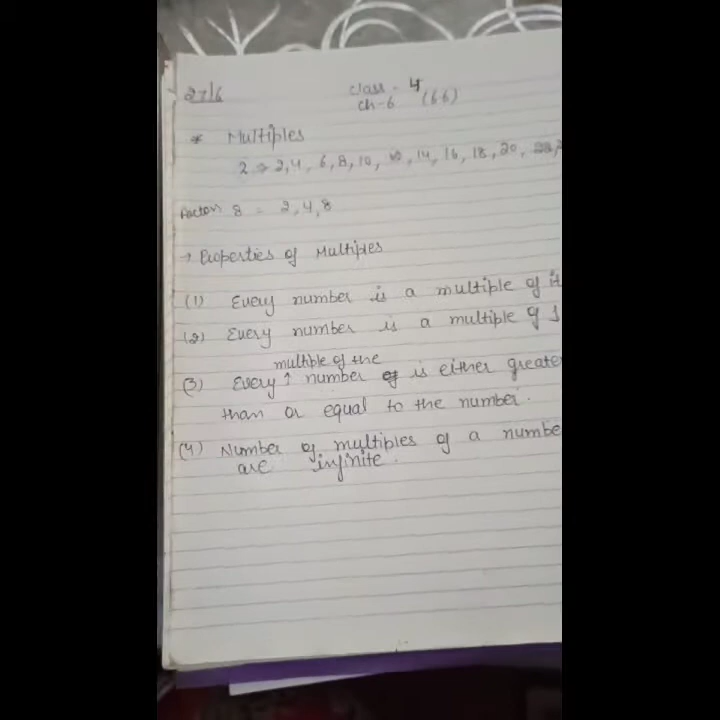 27/6
class - 4
ch-6 (66)
* Multiples
2 → 2, 4, 6, 8, 10, 14, 16, 18, 20,
Factors 8 = 2, 4, 8
→ Properties of Multiples
(1) Every number is a multiple of it
(2) Every number is a multiple of 1
multiple of the
(3) Every ↑ number is either greate
than or equal to the number.
(4) Number of multiples of a numbe
are infinite.